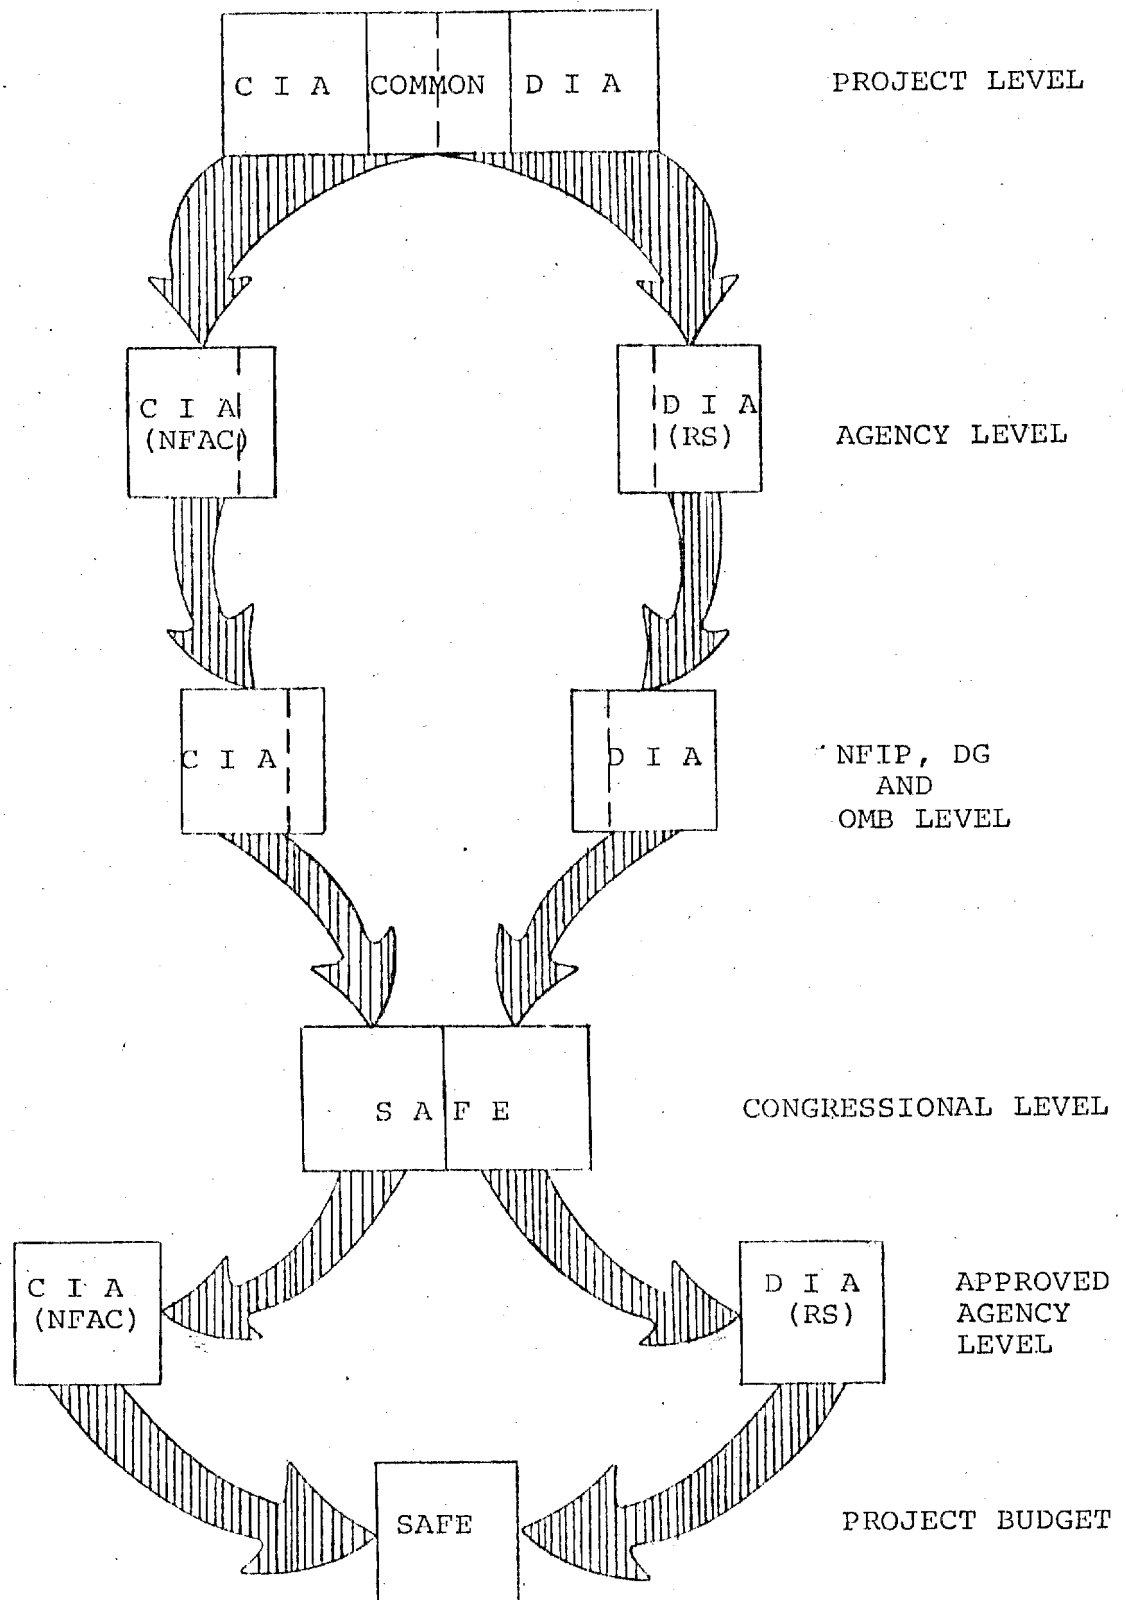 C I A COMMON D I A PROJECT LEVEL
C I A D I A
(NFAC) (RS) AGENCY LEVEL
C I A D I A NFIP, DG
AND
OMB LEVEL
S A F E CONGRESSIONAL LEVEL
C I A D I A APPROVED
(NFAC) (RS) AGENCY
LEVEL
SAFE PROJECT BUDGET